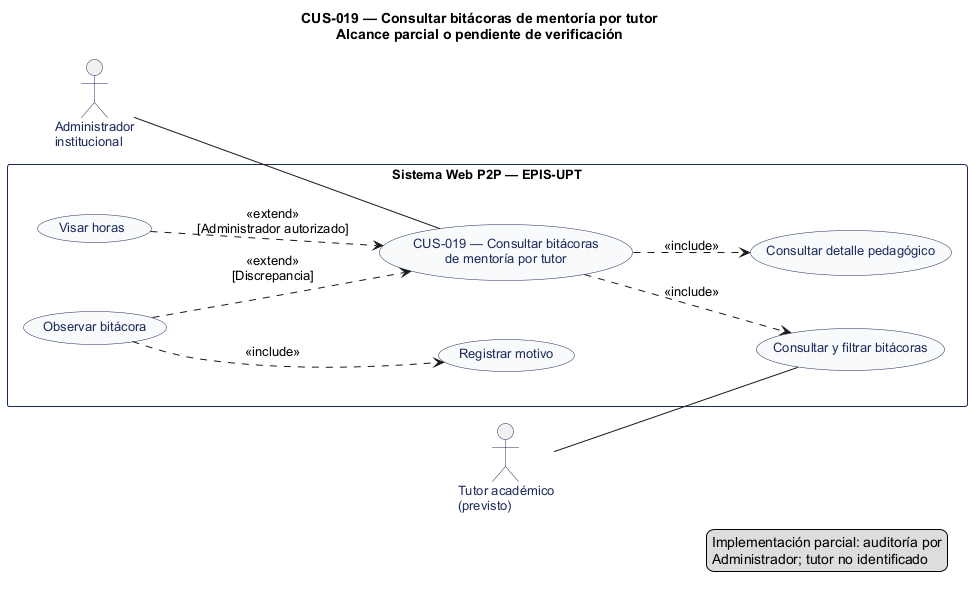 CUS-019 — Consultar bitácoras de mentoría por tutor
Alcance parcial o pendiente de verificación
Administrador
institucional
Sistema Web P2P — EPIS-UPT
Visar horas
«extend»
[Administrador autorizado]
CUS-019 — Consultar bitácoras
de mentoría por tutor
«include»
Consultar detalle pedagógico
«extend»
[Discrepancia]
«include»
Observar bitácora
«include»
Registrar motivo
Consultar y filtrar bitácoras
Tutor académico
(previsto)
Implementación parcial: auditoría por
Administrador; tutor no identificado